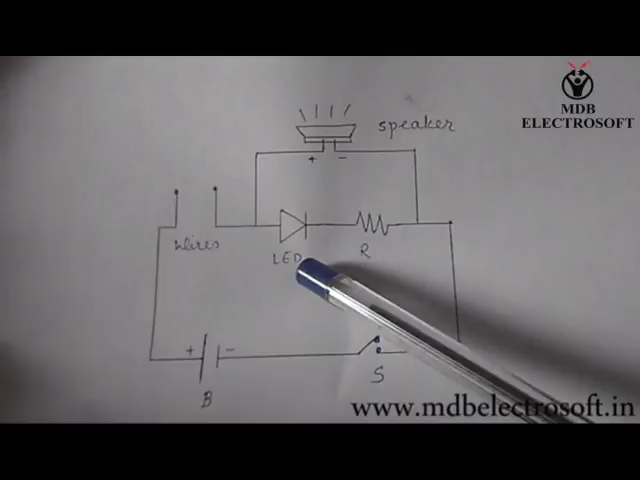 MDB
ELECTROSOFT
speaker
+ -
wires
LED
R
+ -
S
B
www.mdbelectrosoft.in